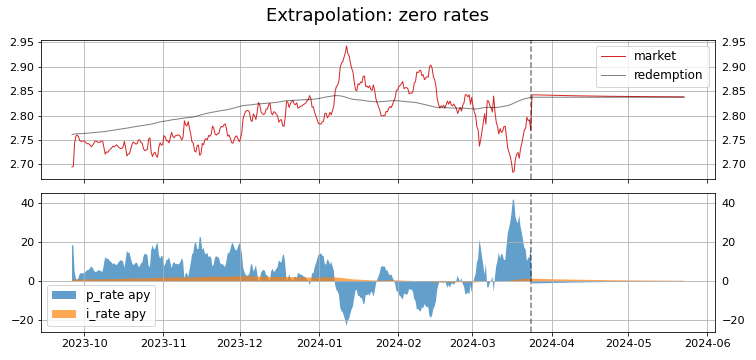 Extrapolation: zero rates
2.95 2.95
2.90 2.90
2.85 2.85
2.80 2.80
2.75 2.75
2.70 2.70
market
redemption
40 40
20 20
0 0
−20 −20
p_rate apy
i_rate apy
2023-10 2023-11 2023-12 2024-01 2024-02 2024-03 2024-04 2024-05 2024-06